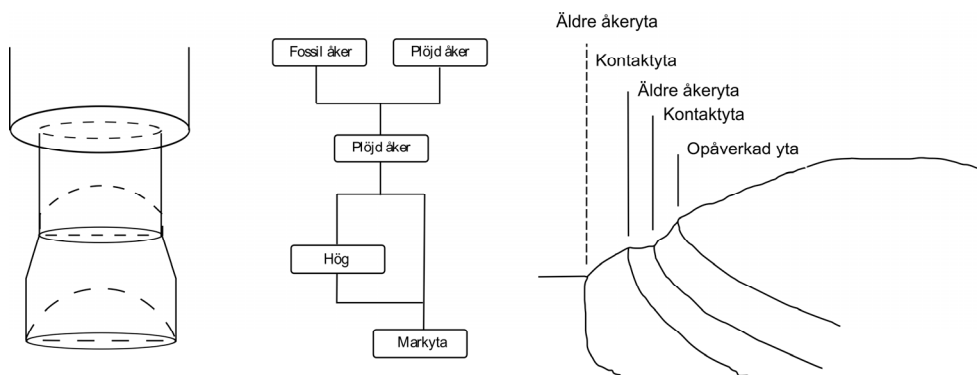 Fossil åker
Plöjd åker
Plöjd åker
Hög
Markyta
Äldre åkeryta
Kontaktyta
Äldre åkeryta
Kontaktyta
Opåverkad yta